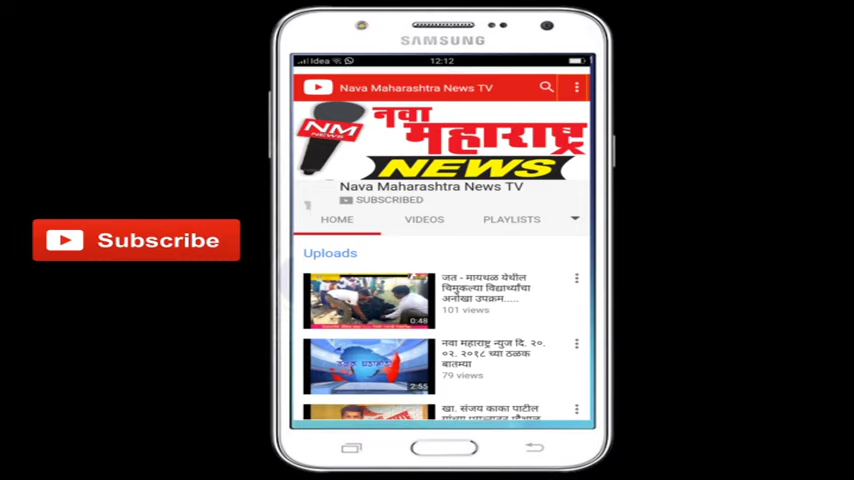 SAMSUNG
Idea
12:12
Nava Maharashtra News TV
नवा
महाराष्ट्र
NM
NEWS
NEWS
Nava Maharashtra News TV
SUBSCRIBED
HOME VIDEOS PLAYLISTS
Subscribe
Uploads
जत - मायथळ येथील
चिमुकल्या विद्यार्थ्यांचा
अनोखा उपक्रम.....
101 views
0:48
नवा महाराष्ट्र न्युज दि. २०.
०२. २०१८ च्या ठळक
बातम्या
79 views
2:55
खा. संजय काका पाटील